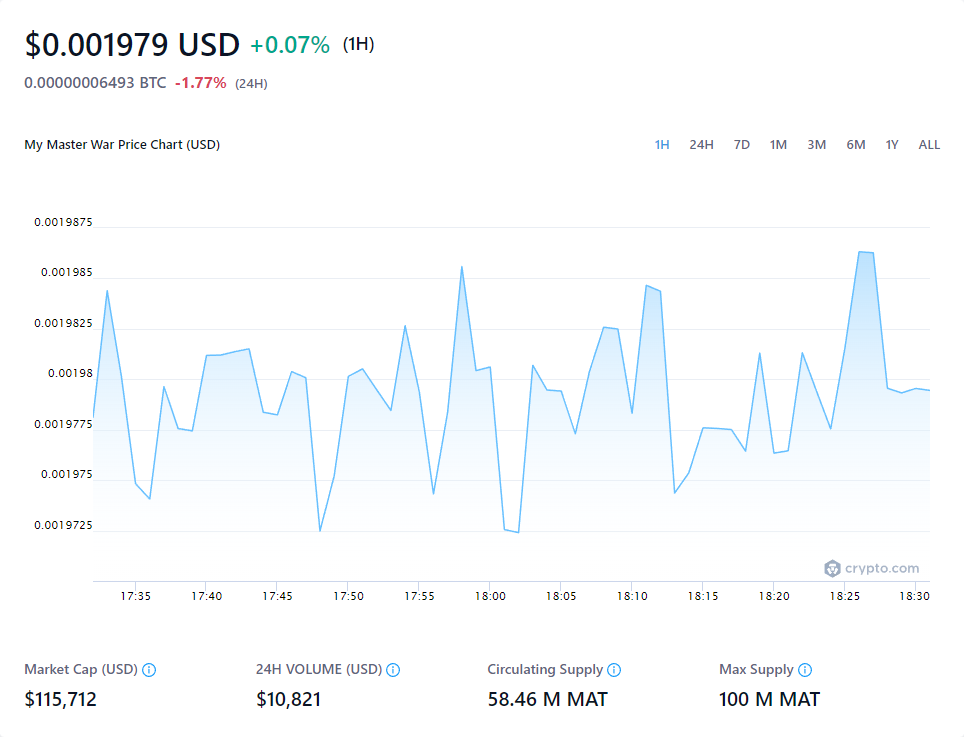 $0.001979 USD +0.07% (1H)
0.00000006493 BTC -1.77% (24H)
My Master War Price Chart (USD) 1H 24H 7D 1M 3M 6M 1Y ALL
0.0019875
0.001985
0.0019825
0.00198
0.0019775
0.001975
0.0019725
crypto.com
17:35 17:40 17:45 17:50 17:55 18:00 18:05 18:10 18:15 18:20 18:25 18:30
Market Cap (USD) 24H VOLUME (USD) Circulating Supply Max Supply
$115,712 $10,821 58.46 M MAT 100 M MAT